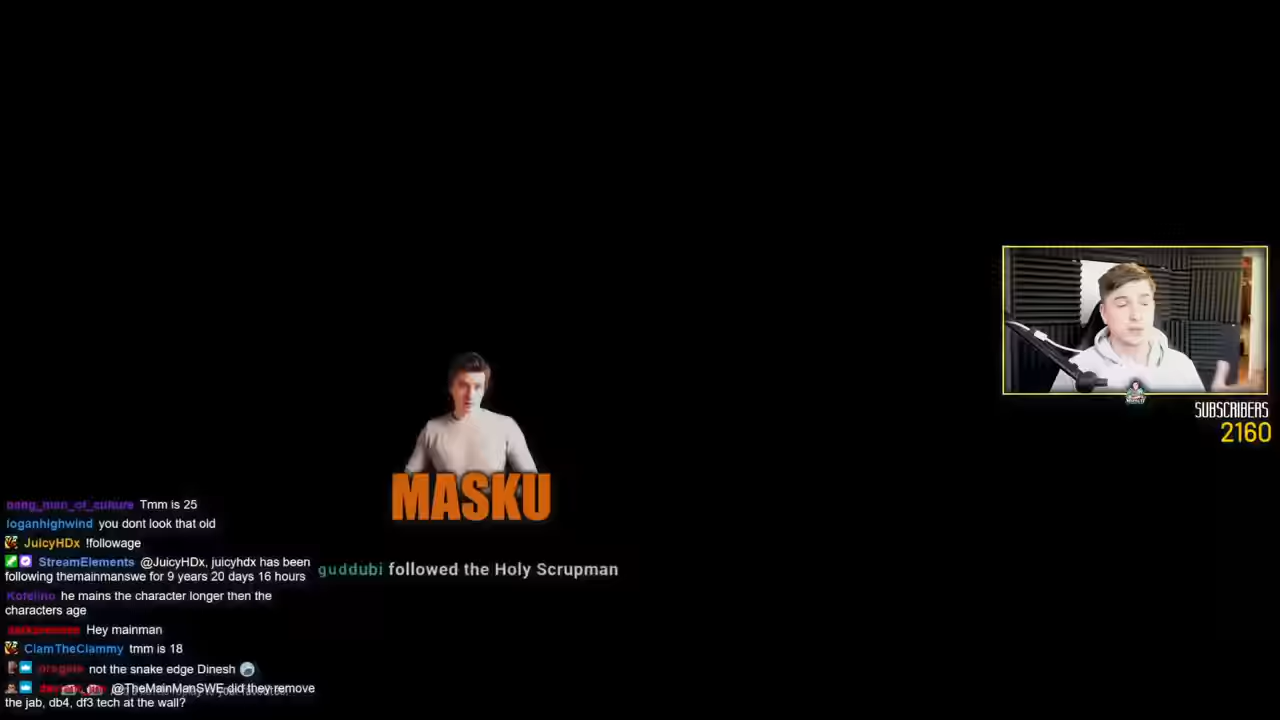 Tmm is 25
loganhighwind you dont look that old
JuicyHDx !followage
StreamElements @JuicyHDx, juicyhdx has been
following themainmanswe for 9 years 20 days 16 hours
Kofelino he mains the character longer then the
characters age
Hey mainman
ClamTheClammy tmm is 18
not the snake edge Dinesh
@TheMainManSWE did they remove
the jab, db4, df3 tech at the wall?
MASKU
guddubi followed the Holy Scrupman
SUBSCRIBERS
2160